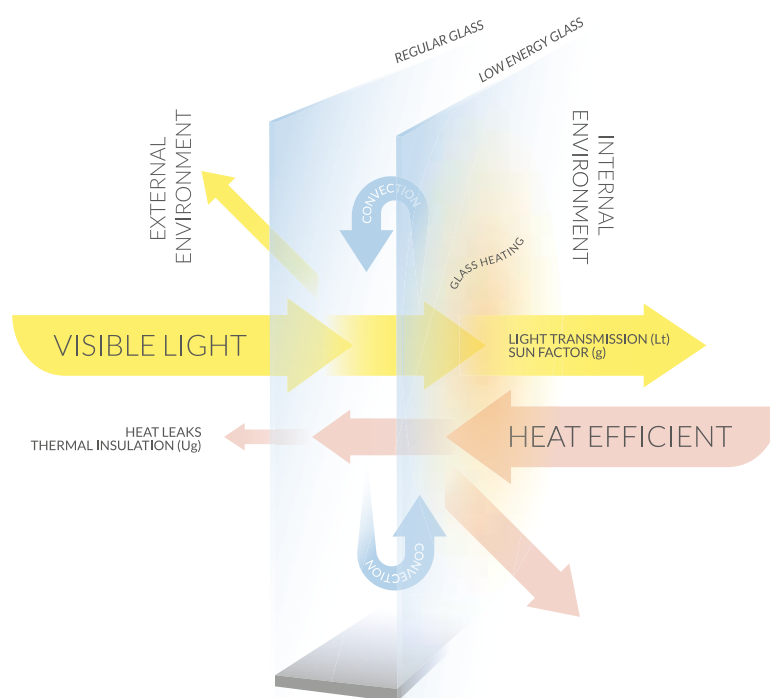 REGULAR GLASS
LOW ENERGY GLASS
EXTERNAL
ENVIRONMENT
INTERNAL
ENVIRONMENT
CONVECTION
GLASS HEATING
VISIBLE LIGHT
LIGHT TRANSMISSION (Lt)
SUN FACTOR (g)
HEAT LEAKS
THERMAL INSULATION (Ug)
HEAT EFFICIENT
CONVECTION